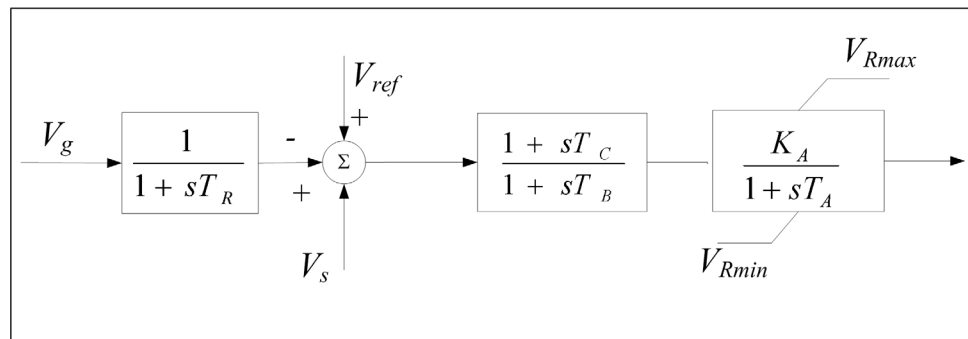 V_Rmax
V_ref
+
V_g
1
1 + sT_R
-
Σ
+
1 + sT_C
1 + sT_B
K_A
1 + sT_A
V_s
V_Rmin